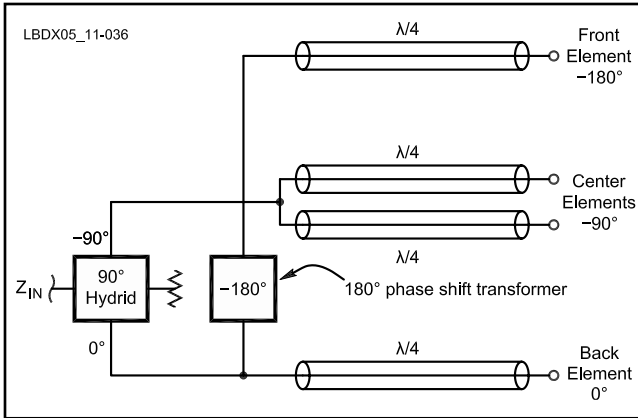 LBDX05_11-036
λ/4
Front
Element
−180°
λ/4
Center
Elements
−90°
λ/4
−90°
Z_IN
90°
Hydrid
−180°
180° phase shift transformer
0°
λ/4
Back
Element
0°